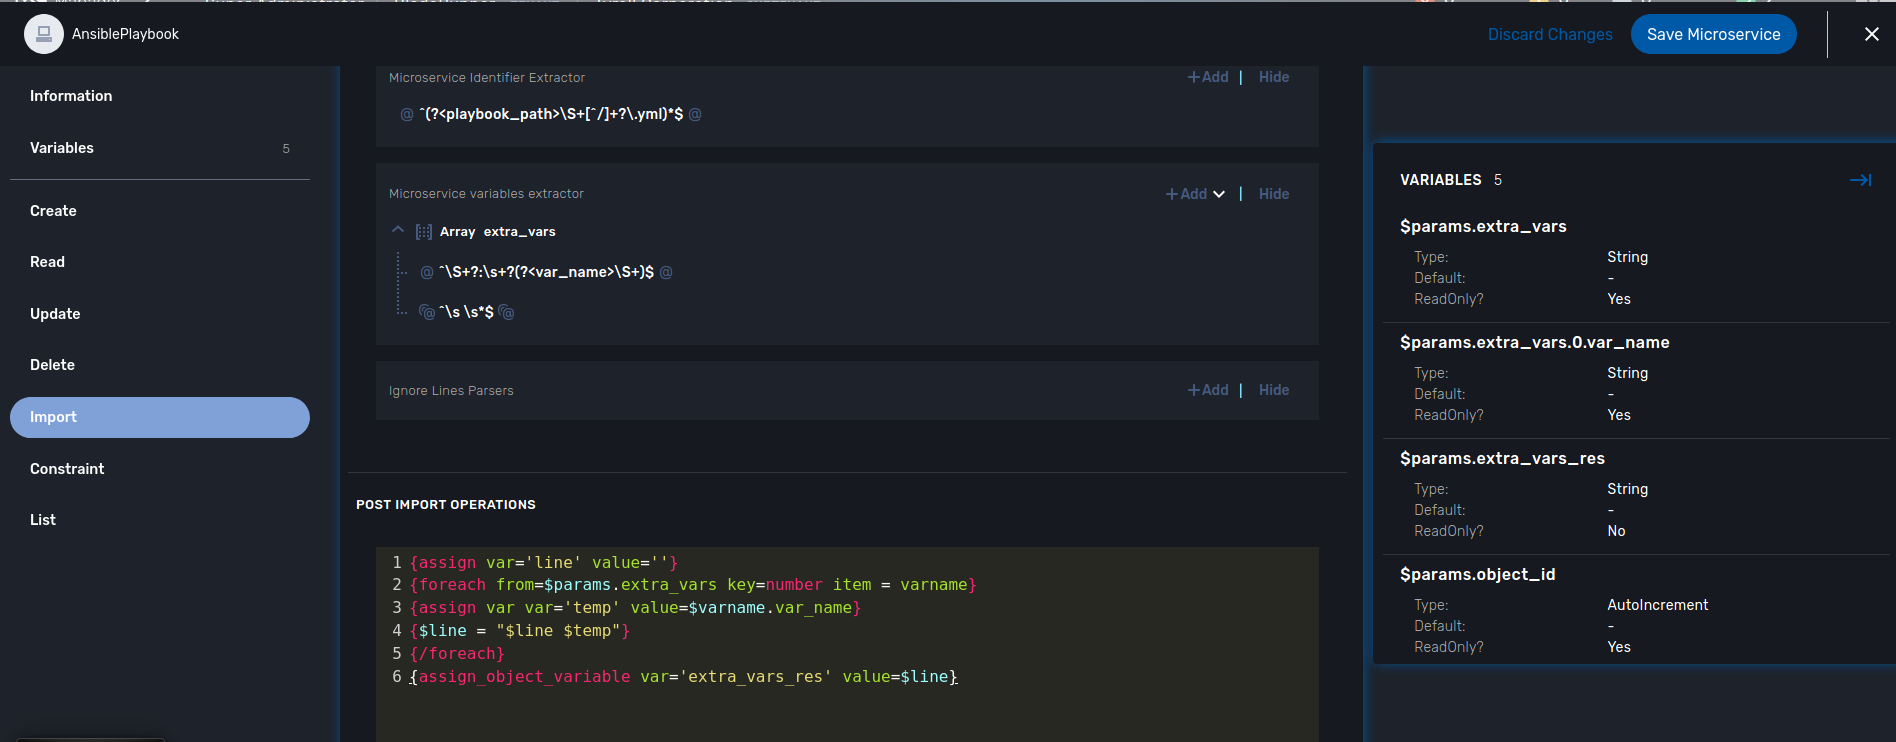 AnsiblePlaybook
Discard Changes
Save Microservice
Information
Variables 5
Create
Read
Update
Delete
Import
Constraint
List
Microservice Identifier Extractor
+Add | Hide
@ ^(?<playbook_path>\S+[^/]+?\.yml)*$ @
Microservice variables extractor
+Add | Hide
Array extra_vars
@ ^\S+?:\s+?(?<var_name>\S+)$ @
@ ^\s \s*$ @
Ignore Lines Parsers
+Add | Hide
POST IMPORT OPERATIONS
1 {assign var='line' value=''}
2 {foreach from=$params.extra_vars key=number item = varname}
3 {assign var var='temp' value=$varname.var_name}
4 {$line = "$line $temp"}
5 {/foreach}
6 {assign_object_variable var='extra_vars_res' value=$line}
VARIABLES 5
$params.extra_vars
Type: String
Default: -
ReadOnly? Yes
$params.extra_vars.0.var_name
Type: String
Default: -
ReadOnly? Yes
$params.extra_vars_res
Type: String
Default: -
ReadOnly? No
$params.object_id
Type: AutoIncrement
Default: -
ReadOnly? Yes